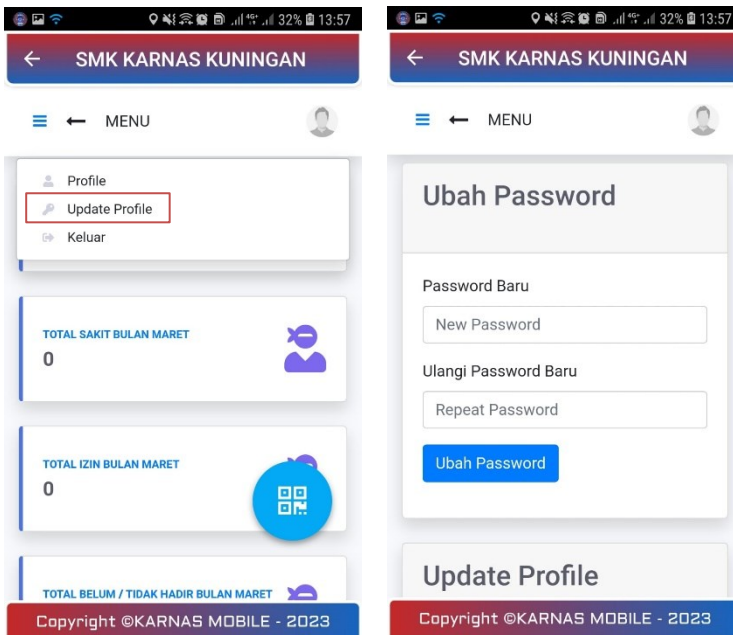 32% 13:57
SMK KARNAS KUNINGAN
MENU
Profile
Update Profile
Keluar
TOTAL SAKIT BULAN MARET
0
TOTAL IZIN BULAN MARET
0
TOTAL BELUM / TIDAK HADIR BULAN MARET
Copyright ©KARNAS MOBILE - 2023
32% 13:57
SMK KARNAS KUNINGAN
MENU
Ubah Password
Password Baru
New Password
Ulangi Password Baru
Repeat Password
Ubah Password
Update Profile
Copyright ©KARNAS MOBILE - 2023